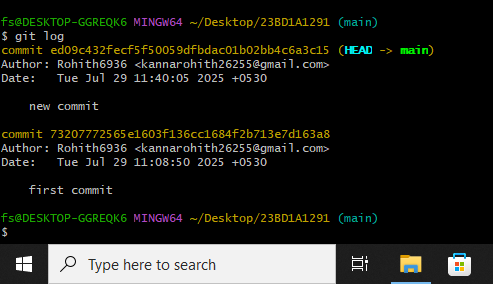 fs@DESKTOP-GGREQK6 MINGW64 ~/Desktop/23BD1A1291 (main)
$ git log
commit ed09c432fecf5f50059dfbdac01b02bb4c6a3c15 (HEAD -> main)
Author: Rohith6936 <kannarohith26255@gmail.com>
Date:   Tue Jul 29 11:40:05 2025 +0530

    new commit

commit 73207772565e1603f136cc1684f2b713e7d163a8
Author: Rohith6936 <kannarohith26255@gmail.com>
Date:   Tue Jul 29 11:08:50 2025 +0530

    first commit

fs@DESKTOP-GGREQK6 MINGW64 ~/Desktop/23BD1A1291 (main)
$
Type here to search